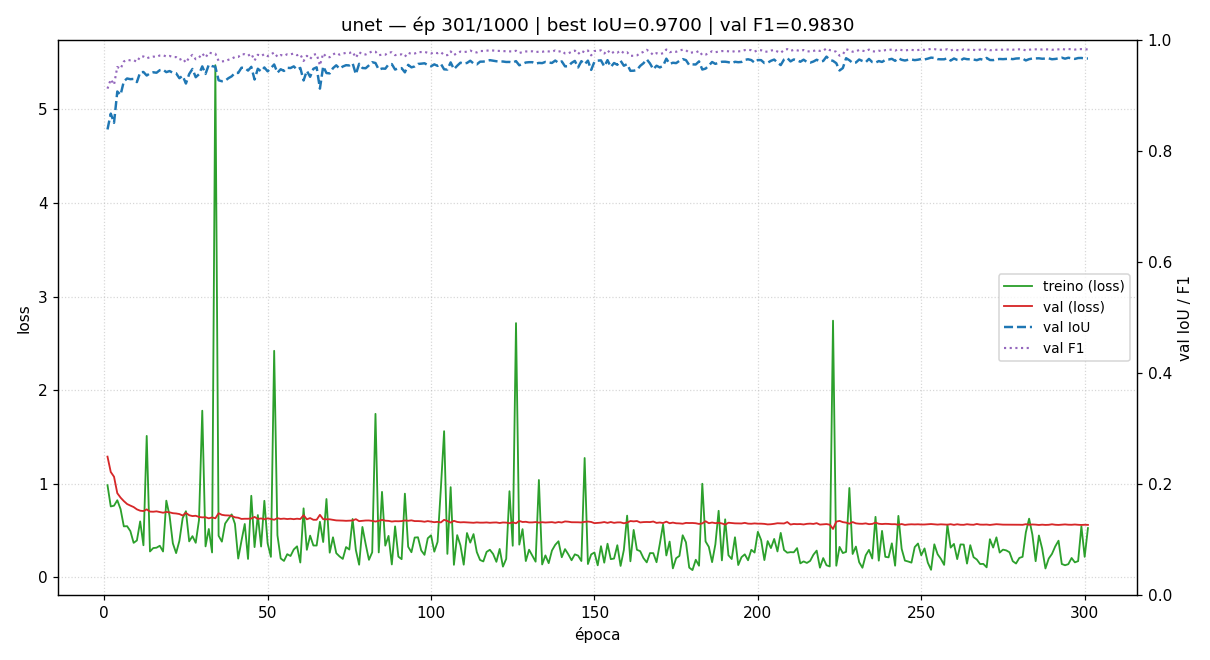 unet — ép 301/1000 | best IoU=0.9700 | val F1=0.9830
loss
5
4
3
2
1
0
0
50
100
150
200
250
300
época
1.0
0.8
0.6
0.4
0.2
0.0
val IoU / F1
treino (loss)
val (loss)
val IoU
val F1